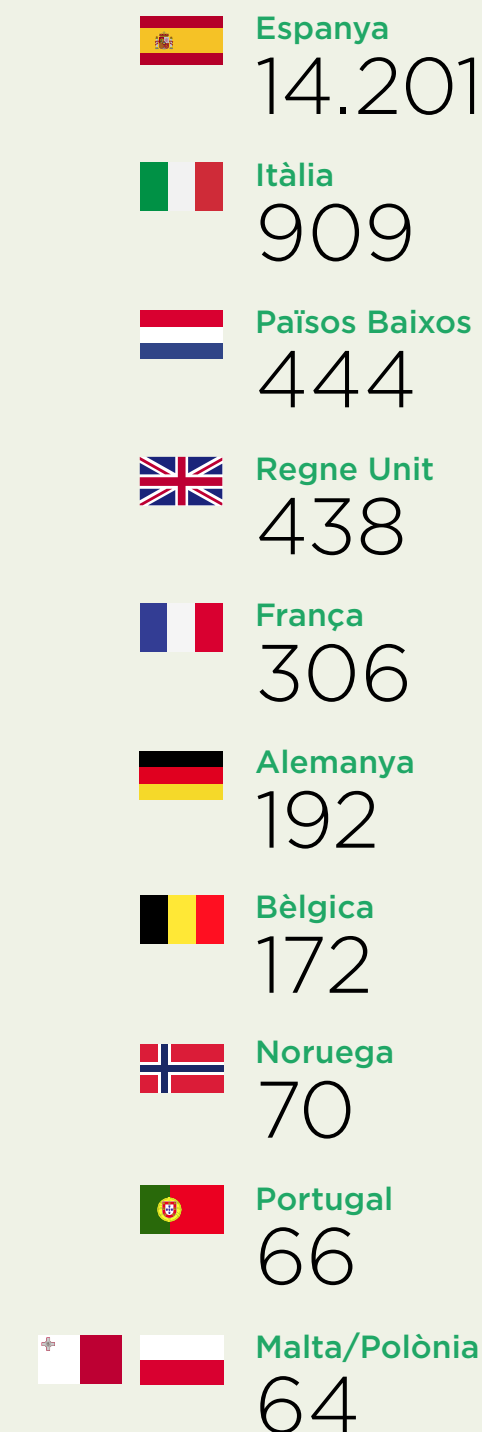 Espanya
14.201
Itàlia
909
Països Baixos
444
Regne Unit
438
França
306
Alemanya
192
Bèlgica
172
Noruega
70
Portugal
66
Malta/Polònia
64